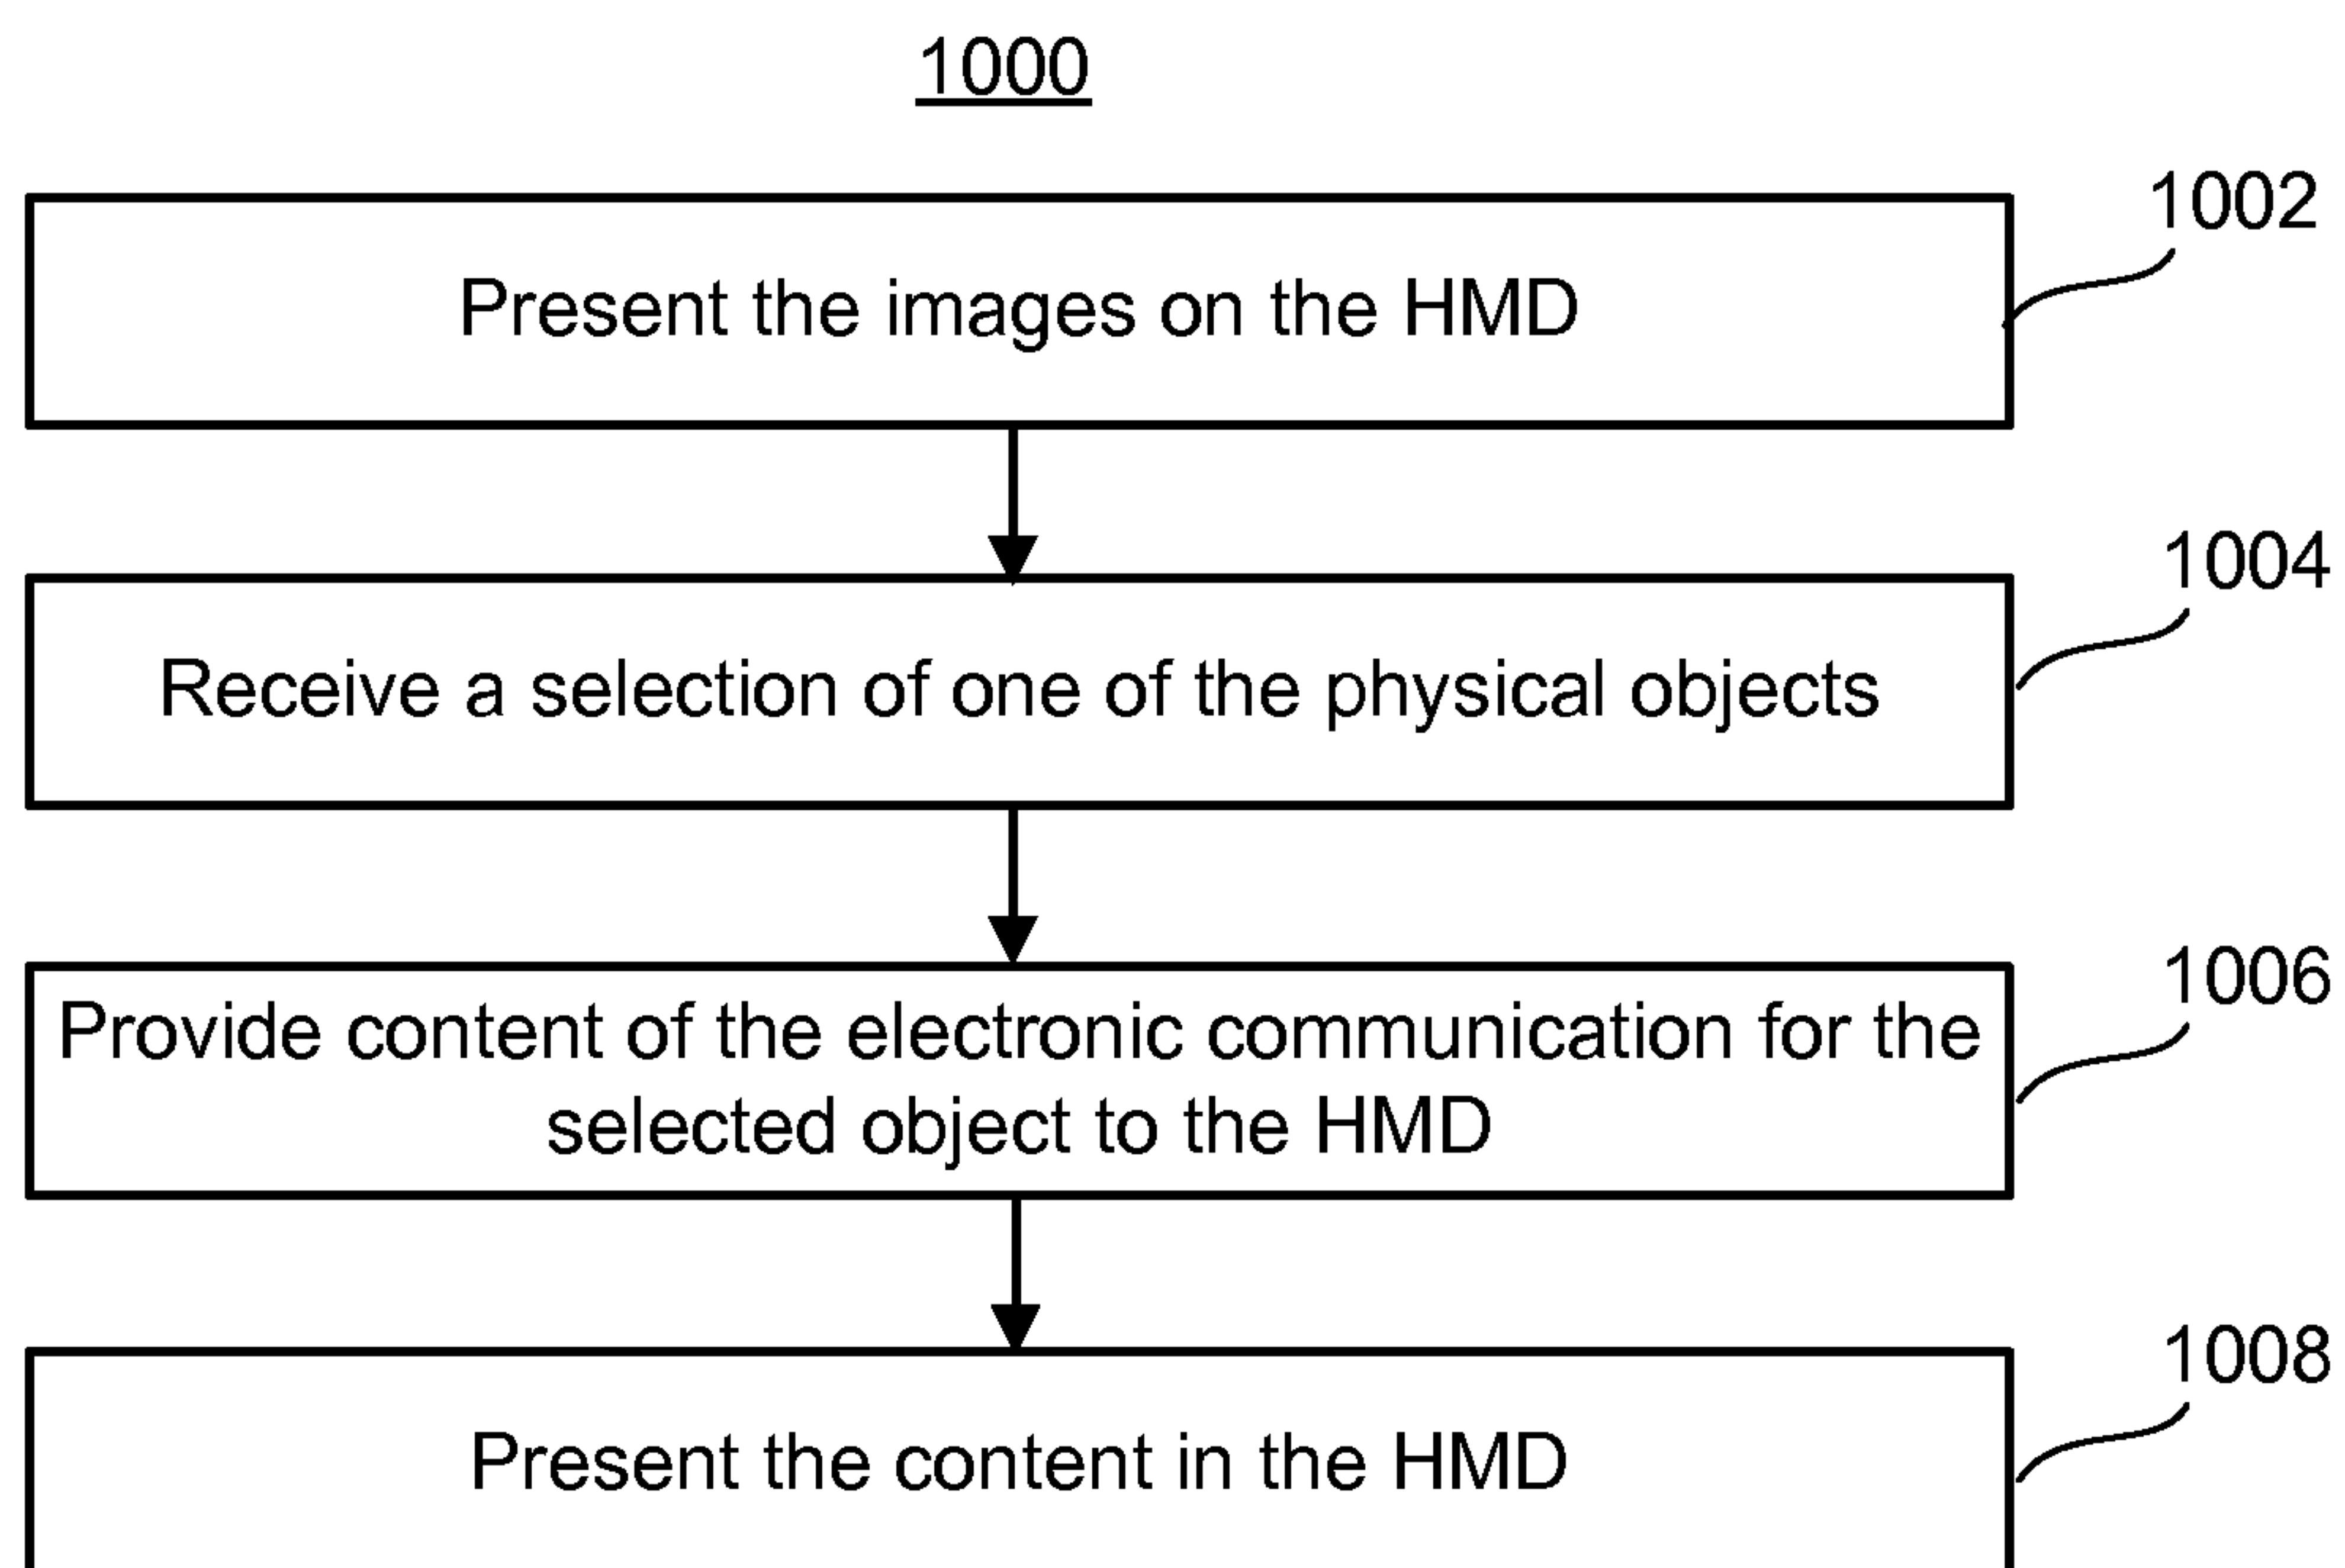 1000
1002
Present the images on the HMD
1004
Receive a selection of one of the physical objects
1006
Provide content of the electronic communication for the
selected object to the HMD
1008
Present the content in the HMD